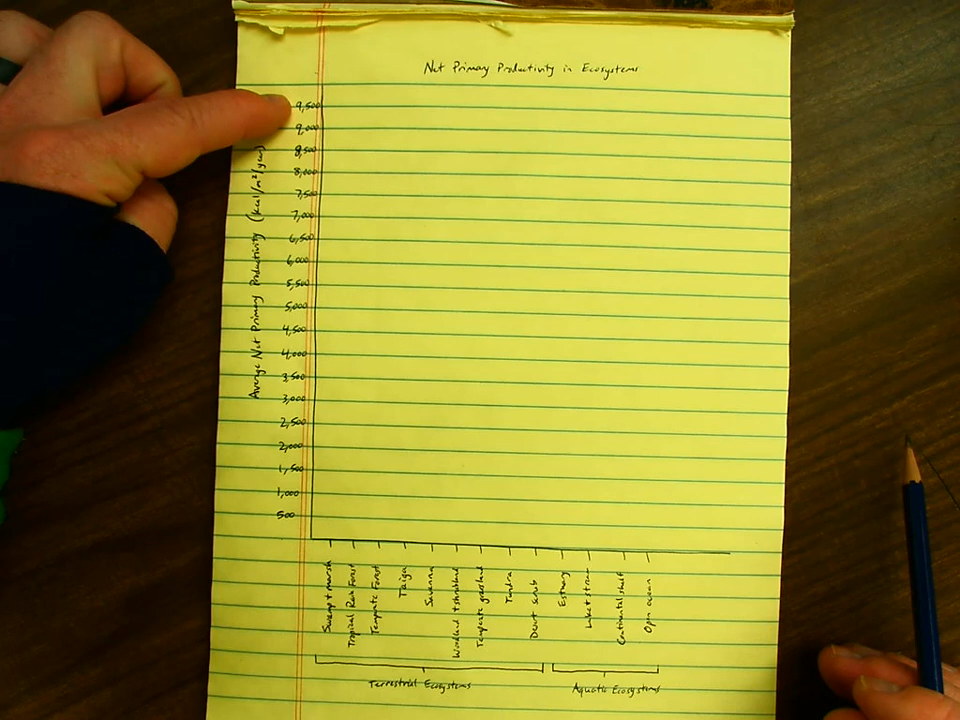 Net Primary Productivity in Ecosystems
Average Net Primary Productivity (kcal/m²/year)
9,500
9,000
8,500
8,000
7,500
7,000
6,500
6,000
5,500
5,000
4,500
4,000
3,500
3,000
2,500
2,000
1,500
1,000
500
Swamp + marsh
Tropical Rain Forest
Temperate Forest
Taiga
Savanna
Woodland + shrubland
Temperate grassland
Tundra
Desert scrub
Estuary
Lake + stream
Continental shelf
Open ocean
Terrestrial Ecosystems
Aquatic Ecosystems